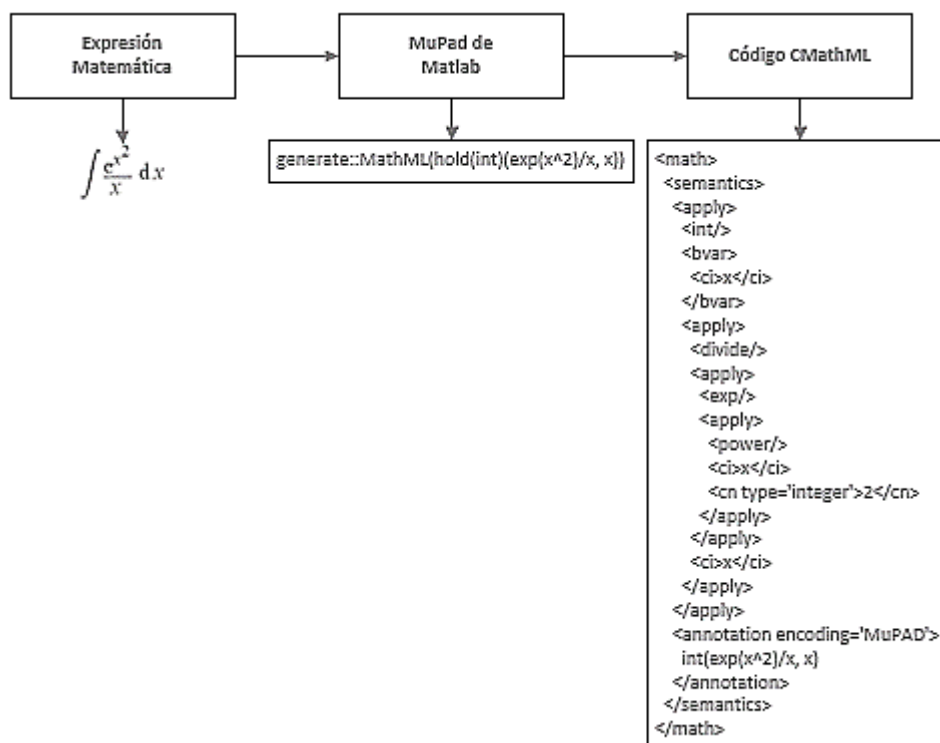 Expresión
Matemática
MuPad de
Matlab
Código CMathML
∫ e^{x^2}/x dx
generate::MathML(hold(int)(exp(x^2)/x, x))
<math>
<semantics>
<apply>
<int/>
<bvar>
<ci>x</ci>
</bvar>
<apply>
<divide/>
<apply>
<exp/>
<apply>
<power/>
<ci>x</ci>
<cn type='integer'>2</cn>
</apply>
</apply>
<ci>x</ci>
</apply>
</apply>
<annotation encoding='MuPAD'>
int(exp(x^2)/x, x)
</annotation>
</semantics>
</math>